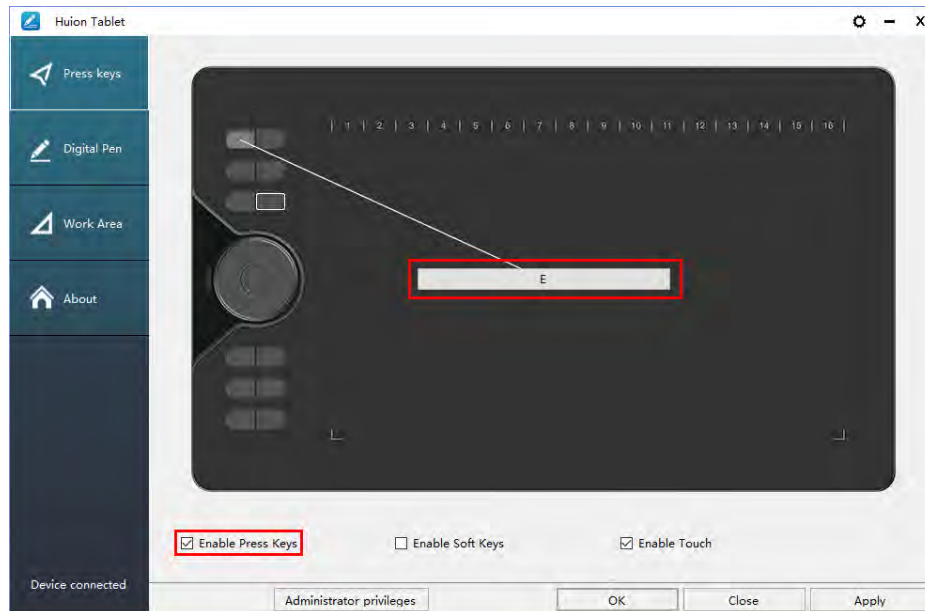 Huion Tablet
X
Press keys
Digital Pen
Work Area
About
| 1 | 2 | 3 | 4 | 5 | 6 | 7 | 8 | 9 | 10 | 11 | 12 | 13 | 14 | 15 | 16 |
E
Enable Press Keys Enable Soft Keys Enable Touch
Device connected
Administrator privileges OK Close Apply